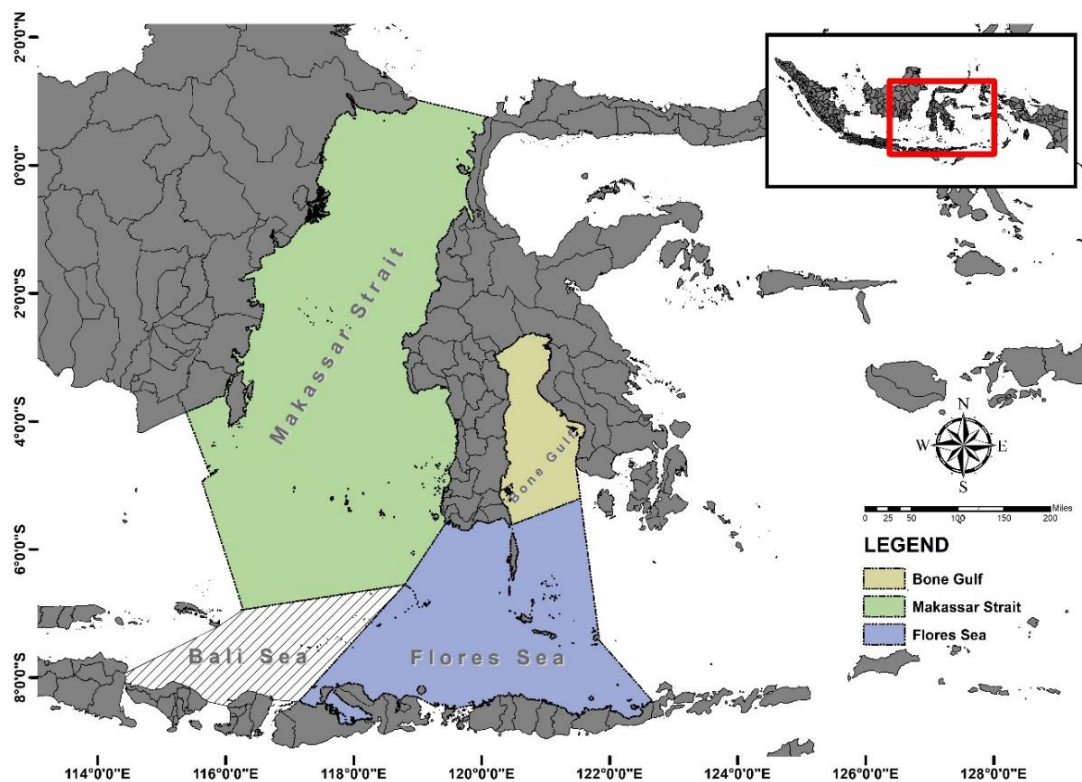 2°0'0"N
0°0'0"
2°0'0"S
4°0'0"S
6°0'0"S
8°0'0"S
Makassar Strait
Bone Gulf
Bali Sea
Flores Sea
N
W E
S
0 25 50 100 150 200 Miles
LEGEND
Bone Gulf
Makassar Strait
Flores Sea
114°0'0"E 116°0'0"E 118°0'0"E 120°0'0"E 122°0'0"E 124°0'0"E 126°0'0"E 128°0'0"E